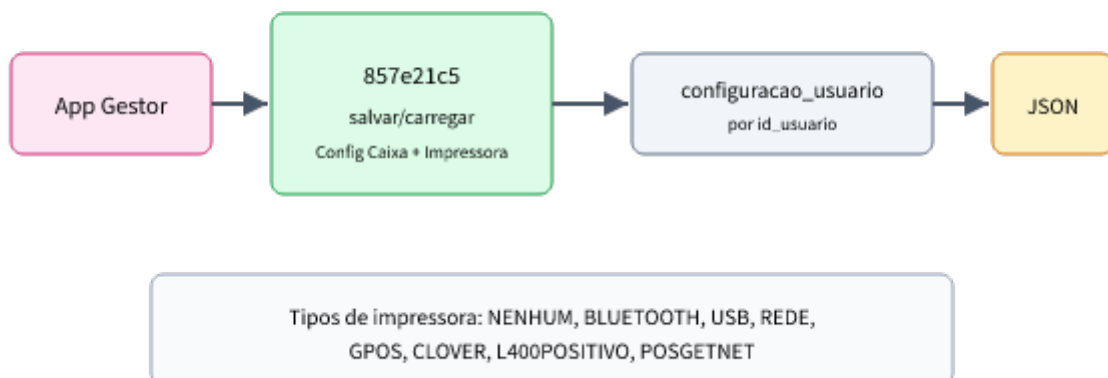 App Gestor
857e21c5
salvar/carregar
Config Caixa + Impressora
configuracao_usuario
por id_usuario
JSON
Tipos de impressora: NENHUM, BLUETOOTH, USB, REDE,
GPOS, CLOVER, L400POSITIVO, POSGETNET